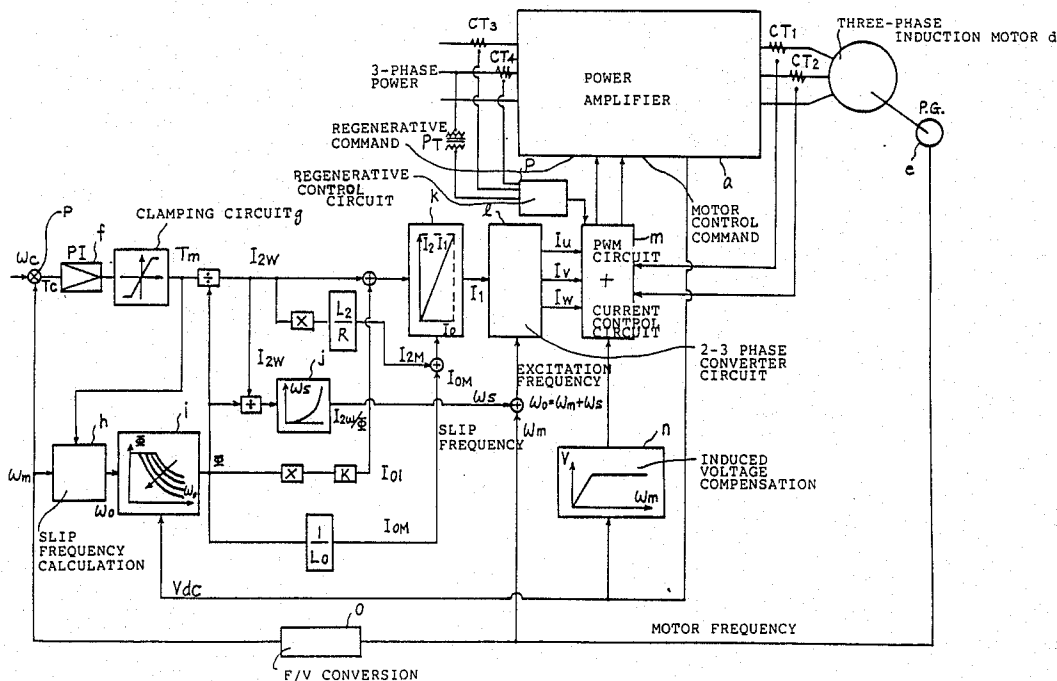 CT3
CT1
THREE-PHASE
INDUCTION MOTOR d
CT4
CT2
3-PHASE
POWER
POWER
AMPLIFIER
P.G.
REGENERATIVE
COMMAND
PT
P
a
e
REGENERATIVE
CONTROL
CIRCUIT
k
l
MOTOR
CONTROL
COMMAND
P
f
CLAMPING CIRCUIT g
m
ωc
Tc
PI
Tm
÷
I2W
I2 I1
I0
I1
Iu
Iv
Iw
PWM
CIRCUIT
+
CURRENT
CONTROL
CIRCUIT
X
L2
R
I2M
I0M
2-3 PHASE
CONVERTER
CIRCUIT
EXCITATION
FREQUENCY
I2W
j
ωs
I2W/Φ
ωs
ω0=ωm+ωs
SLIP
FREQUENCY
ωm
h
i
Φ
ω0
Φ
X
K
I0i
n
V
ωm
INDUCED
VOLTAGE
COMPENSATION
ωm
ω0
SLIP
FREQUENCY
CALCULATION
1
L0
I0M
Vdc
O
MOTOR FREQUENCY
F/V CONVERSION